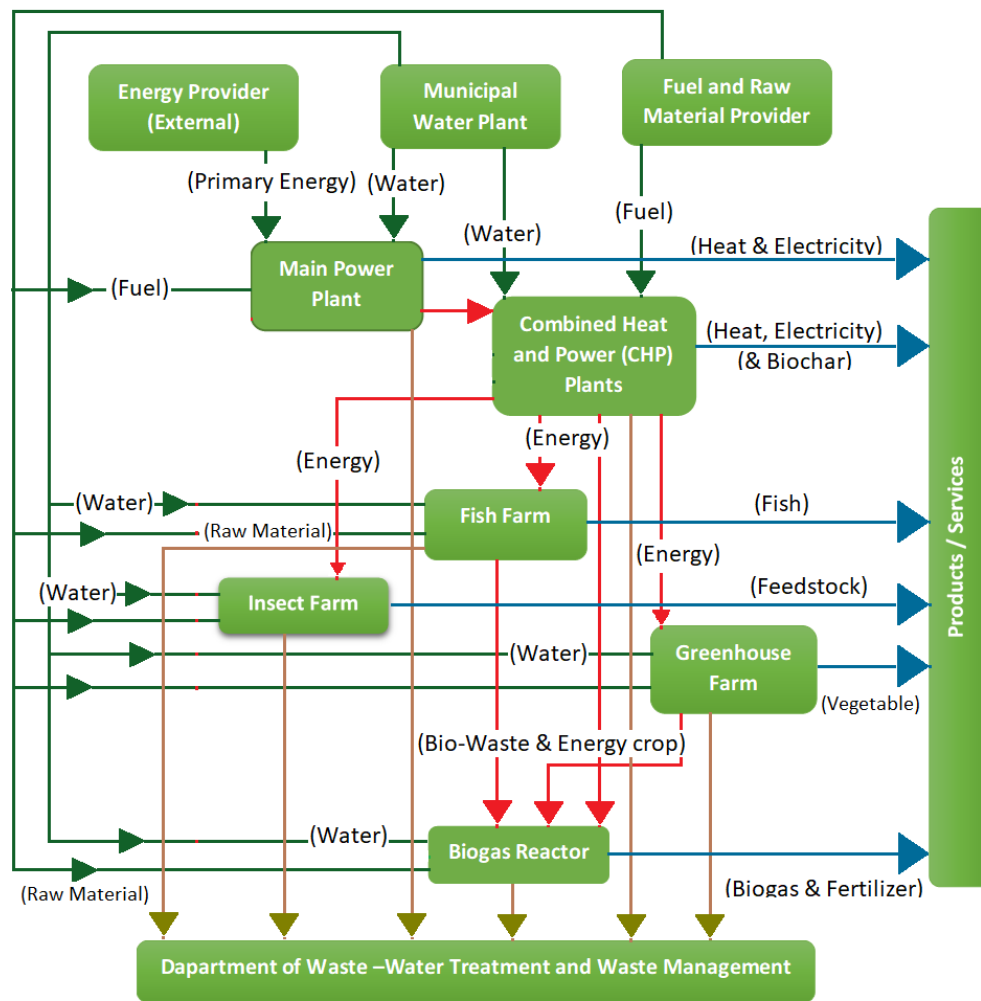 Energy Provider
(External)
Municipal
Water Plant
Fuel and Raw
Material Provider
(Primary Energy)
(Water)
(Water)
(Fuel)
(Heat & Electricity)
Main Power
Plant
(Fuel)
Combined Heat
and Power (CHP)
Plants
(Heat, Electricity)
(& Biochar)
(Energy)
(Energy)
(Water)
Fish Farm
(Fish)
(Raw Material)
(Energy)
(Water)
Insect Farm
(Feedstock)
(Water)
Greenhouse
Farm
(Vegetable)
(Bio-Waste & Energy crop)
(Water)
Biogas Reactor
(Raw Material)
(Biogas & Fertilizer)
Products / Services
Dapartment of Waste –Water Treatment and Waste Management